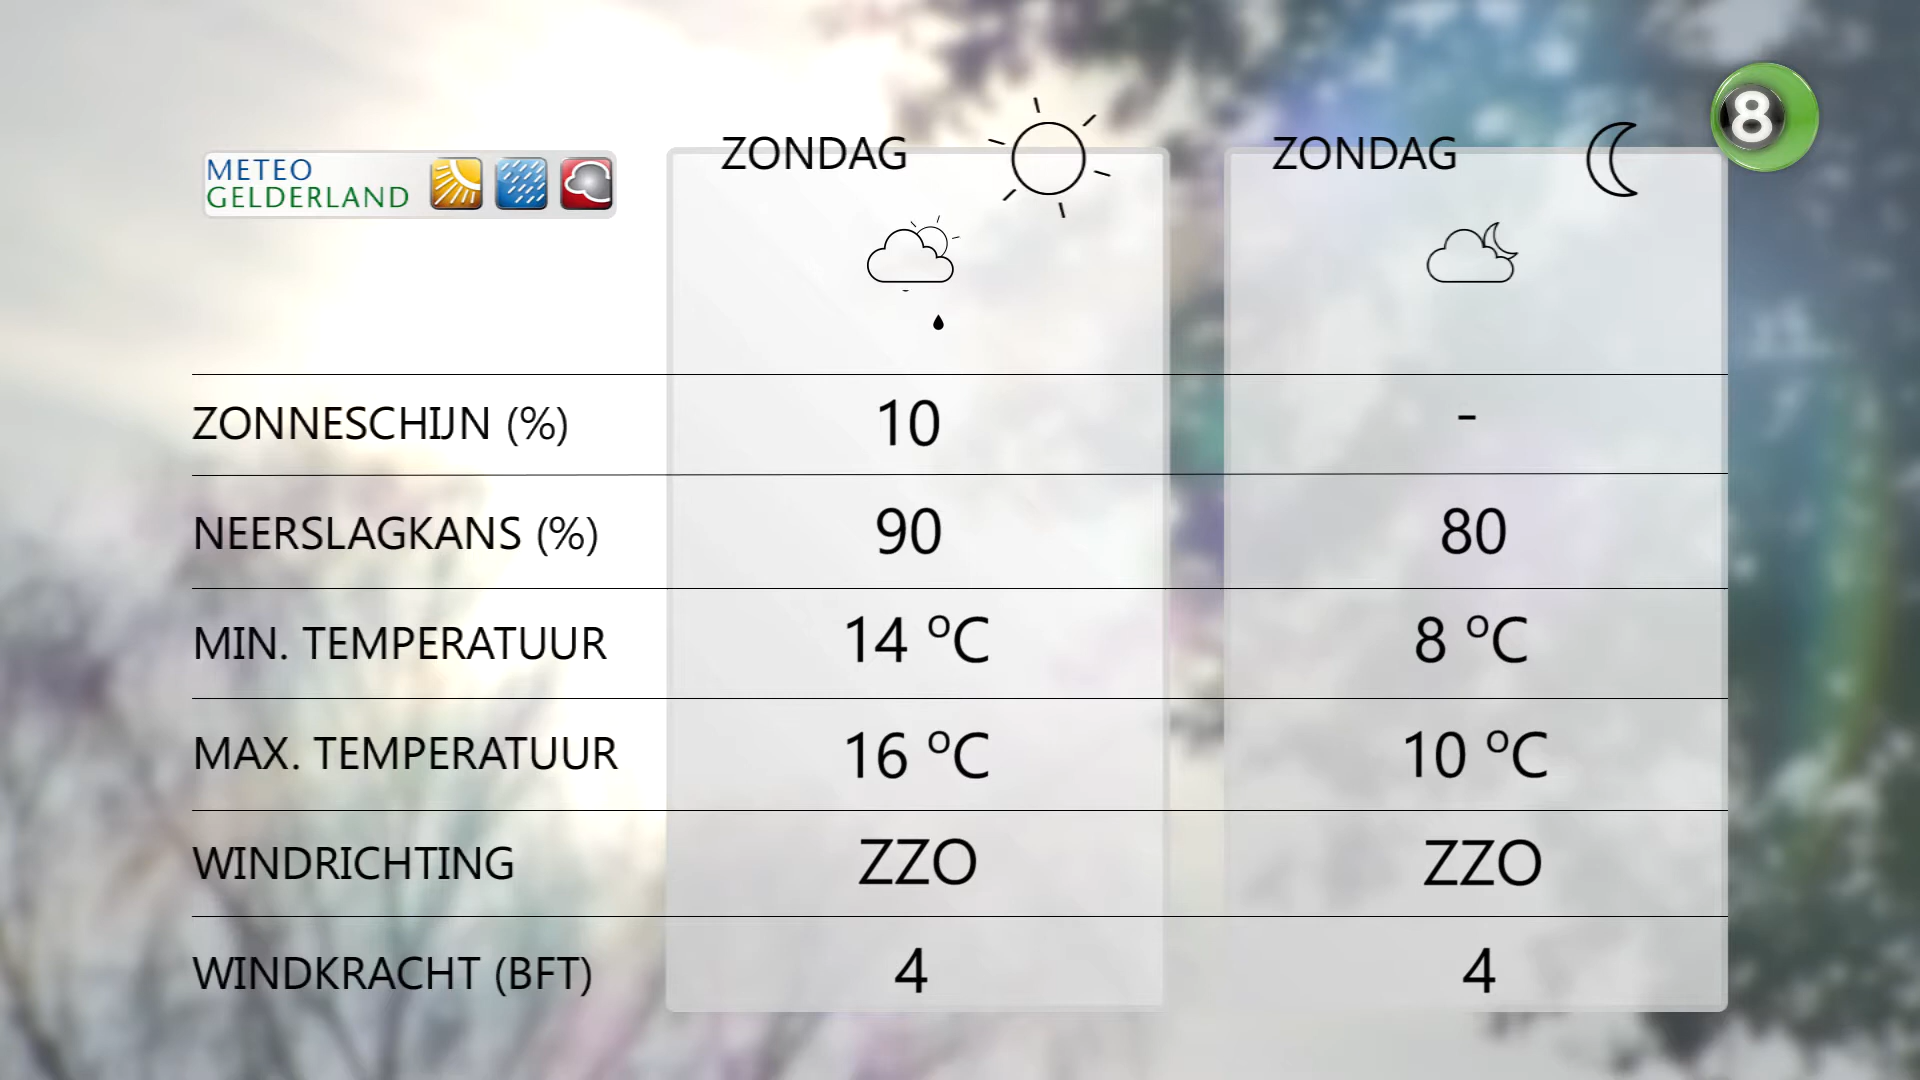 METEO
GELDERLAND
ZONDAG ZONDAG
8
ZONNESCHIJN (%) 10 -
NEERSLAGKANS (%) 90 80
MIN. TEMPERATUUR 14 °C 8 °C
MAX. TEMPERATUUR 16 °C 10 °C
WINDRICHTING ZZO ZZO
WINDKRACHT (BFT) 4 4